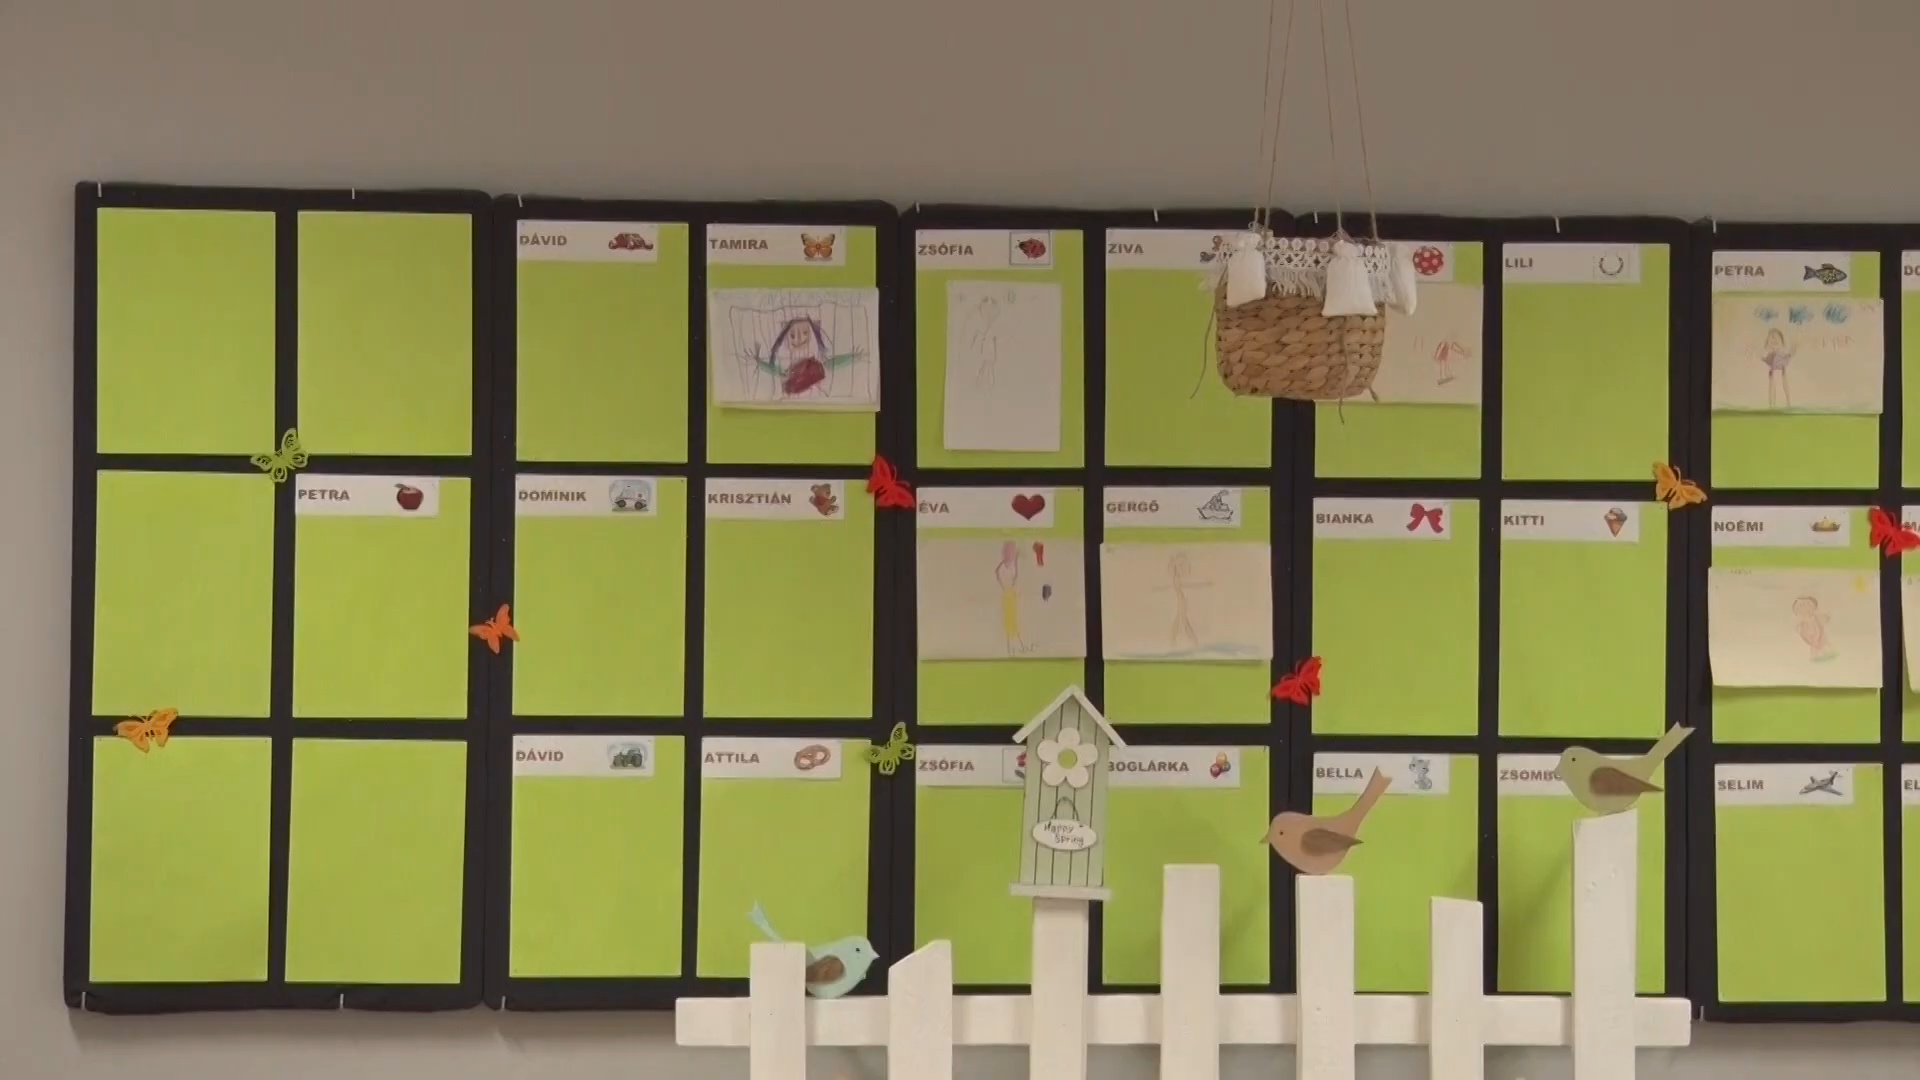 DÁVID
TAMIRA
ZSÓFIA
ZIVA
LILI
PETRA
PETRA
DOMINIK
KRISZTIÁN
ÉVA
GERGŐ
BIANKA
KITTI
NOÉMI
DÁVID
ATTILA
ZSÓFIA
BOGLÁRKA
BELLA
SELIM
Happy
Spring